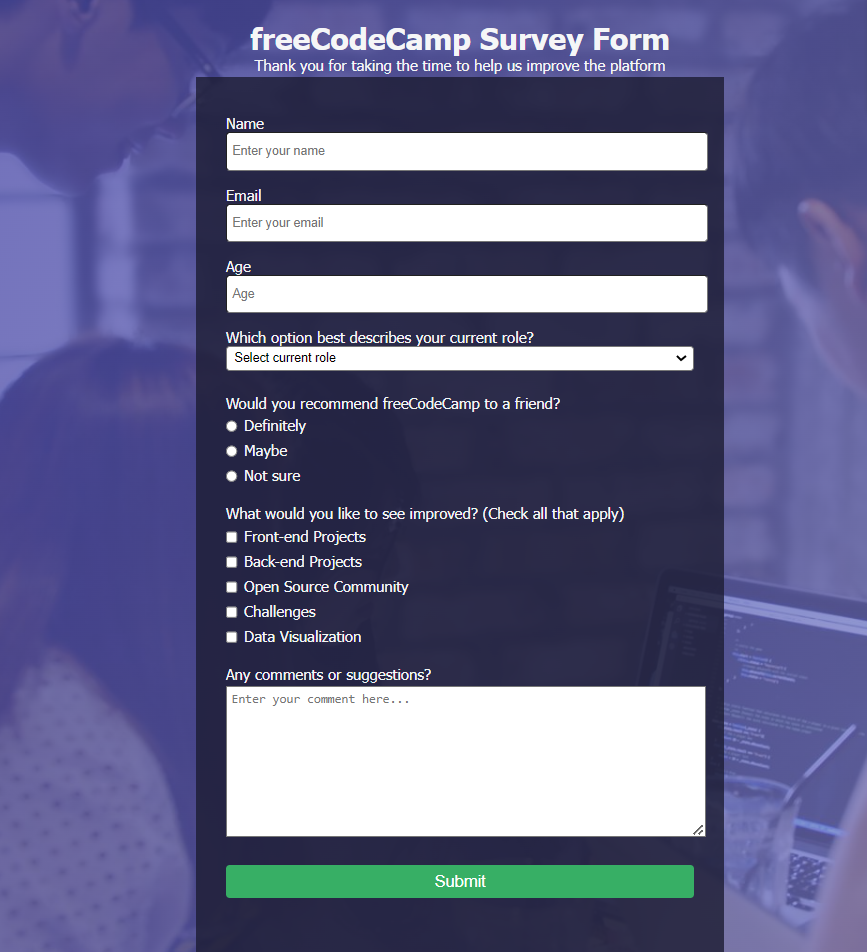 freeCodeCamp Survey Form
Thank you for taking the time to help us improve the platform
Name
Enter your name
Email
Enter your email
Age
Age
Which option best describes your current role?
Select current role
Would you recommend freeCodeCamp to a friend?
Definitely
Maybe
Not sure
What would you like to see improved? (Check all that apply)
Front-end Projects
Back-end Projects
Open Source Community
Challenges
Data Visualization
Any comments or suggestions?
Enter your comment here...
Submit